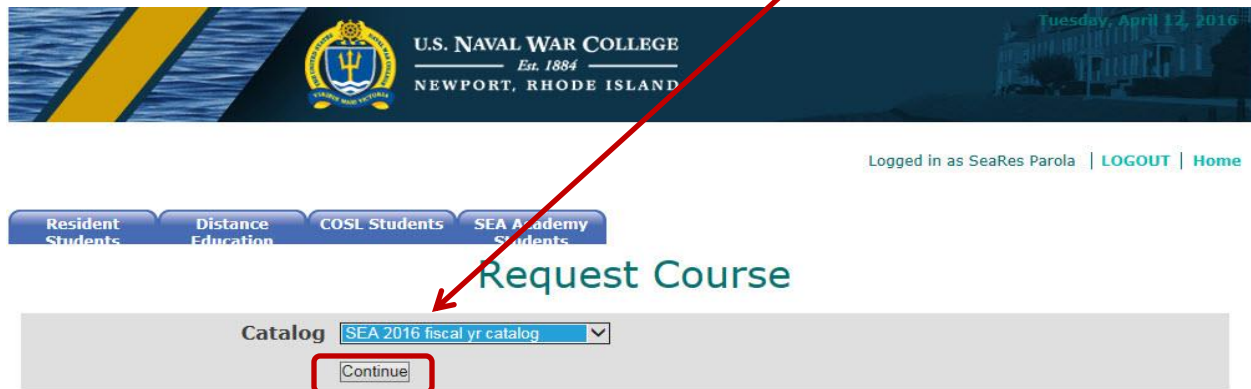 Tuesday, April 12, 2016
U.S. NAVAL WAR COLLEGE
Est. 1884
NEWPORT, RHODE ISLAND
Logged in as SeaRes Parola | LOGOUT | Home
Resident Students
Distance Education
COSL Students
SEA Academy Students
Request Course
Catalog SEA 2016 fiscal yr catalog
Continue